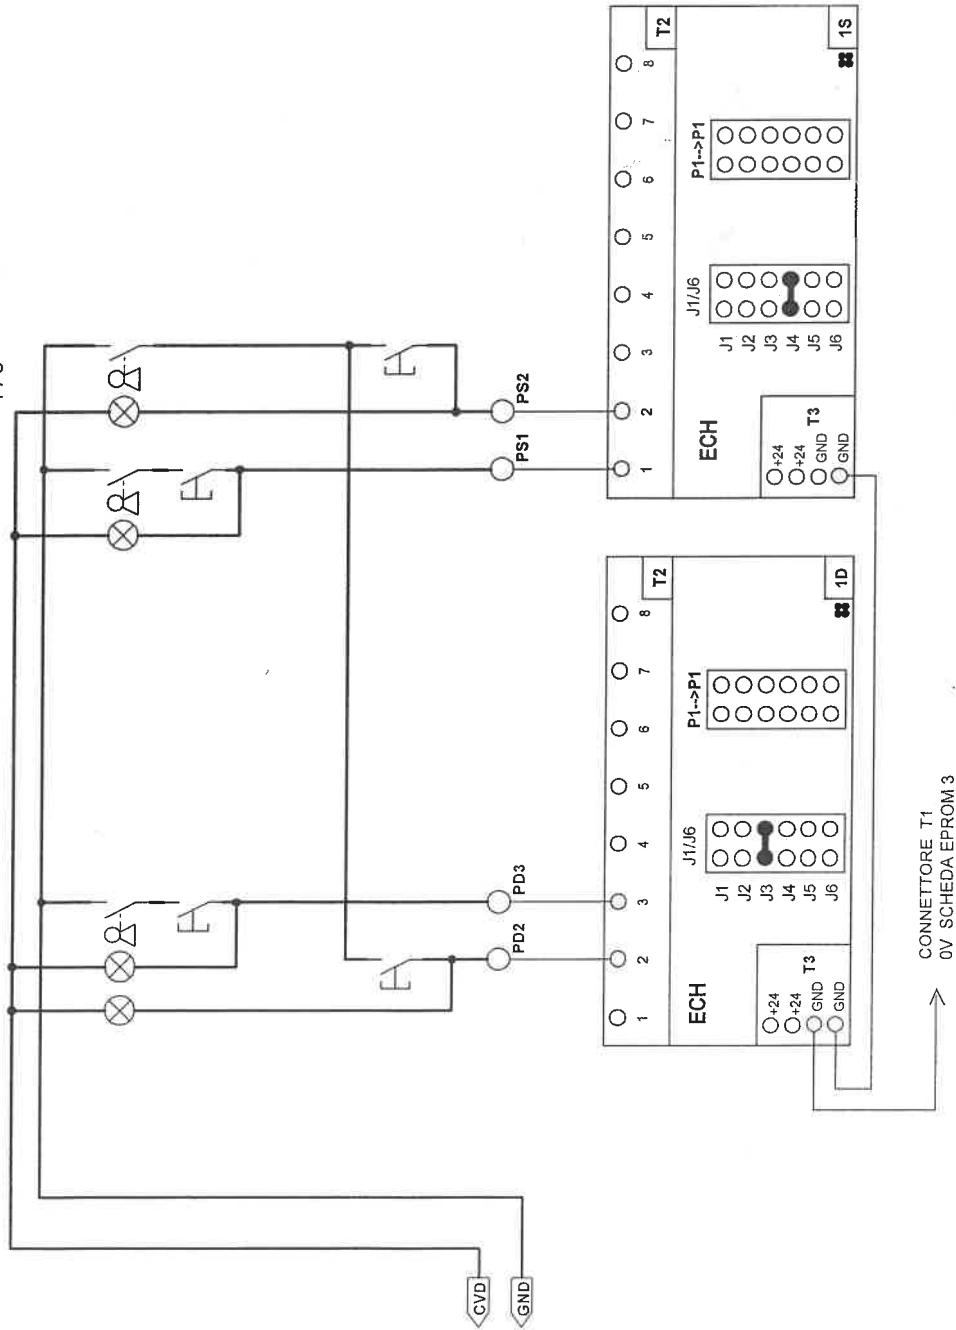 CVD
GND
PD2
PD3
PS1
PS2
1 2 3 4 5 6 7 8 T2
ECH
J1/J6
P1-->P1
J1
J2
J3
J4
J5
J6
+24
+24
GND
GND
T3
1D
1 2 3 4 5 6 7 8 T2
ECH
J1/J6
P1-->P1
J1
J2
J3
J4
J5
J6
+24
+24
GND
GND
T3
1S
CONNETTORE T1
0V SCHEDA EPROM 3